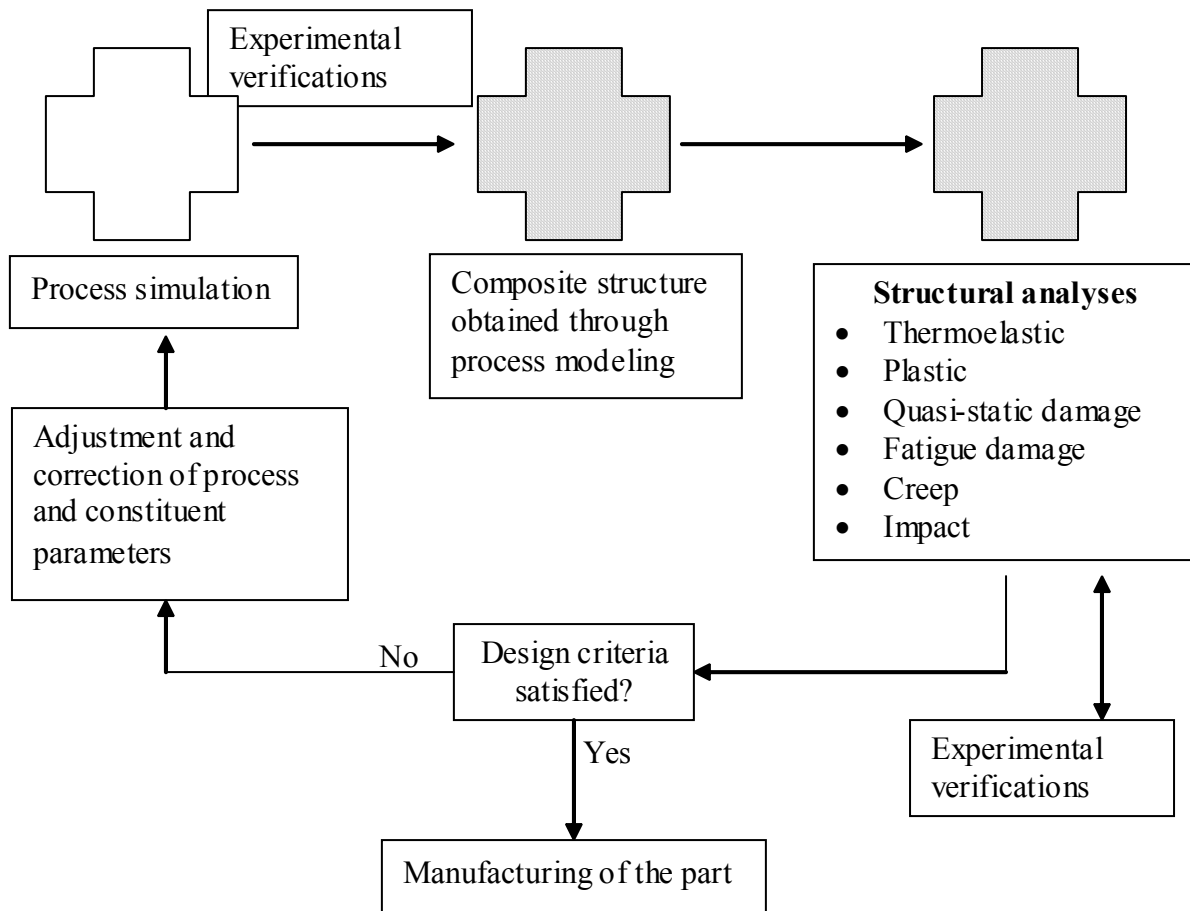 Experimental
verifications
Process simulation
Composite structure
obtained through
process modeling
Structural analyses
• Thermoelastic
• Plastic
• Quasi-static damage
• Fatigue damage
• Creep
• Impact
Adjustment and
correction of process
and constituent
parameters
No
Design criteria
satisfied?
Yes
Experimental
verifications
Manufacturing of the part